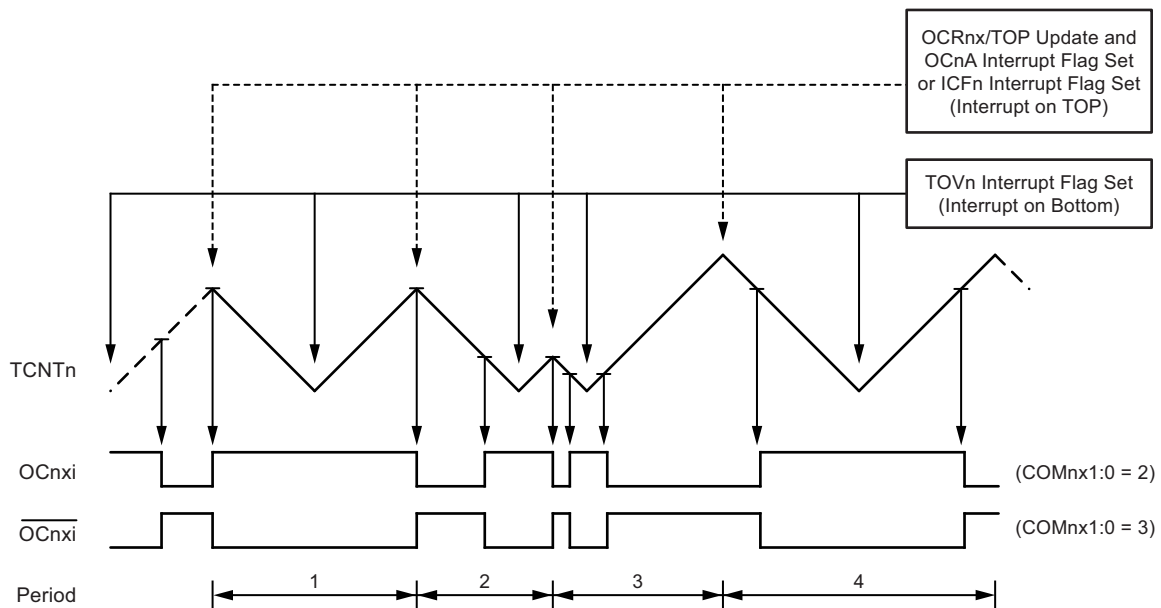 OCRnx/TOP Update and
OCnA Interrupt Flag Set
or ICFn Interrupt Flag Set
(Interrupt on TOP)
TOVn Interrupt Flag Set
(Interrupt on Bottom)
TCNTn
OCnxi
(COMnx1:0 = 2)
OCnxi
(COMnx1:0 = 3)
Period
1
2
3
4